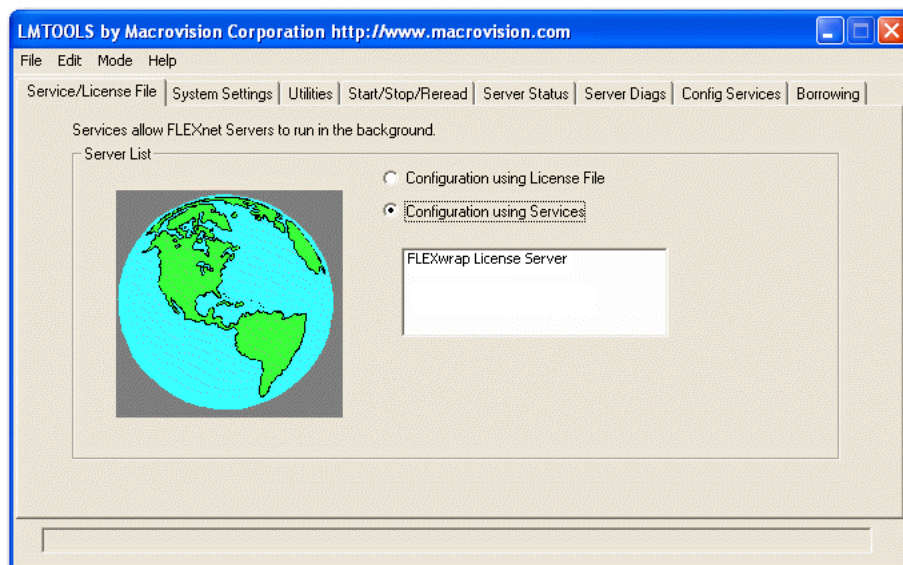 LMTOOLS by Macrovision Corporation http://www.macrovision.com
File Edit Mode Help
Service/License File System Settings Utilities Start/Stop/Reread Server Status Server Diags Config Services Borrowing
Services allow FLEXnet Servers to run in the background.
Server List
Configuration using License File
Configuration using Services
FLEXwrap License Server